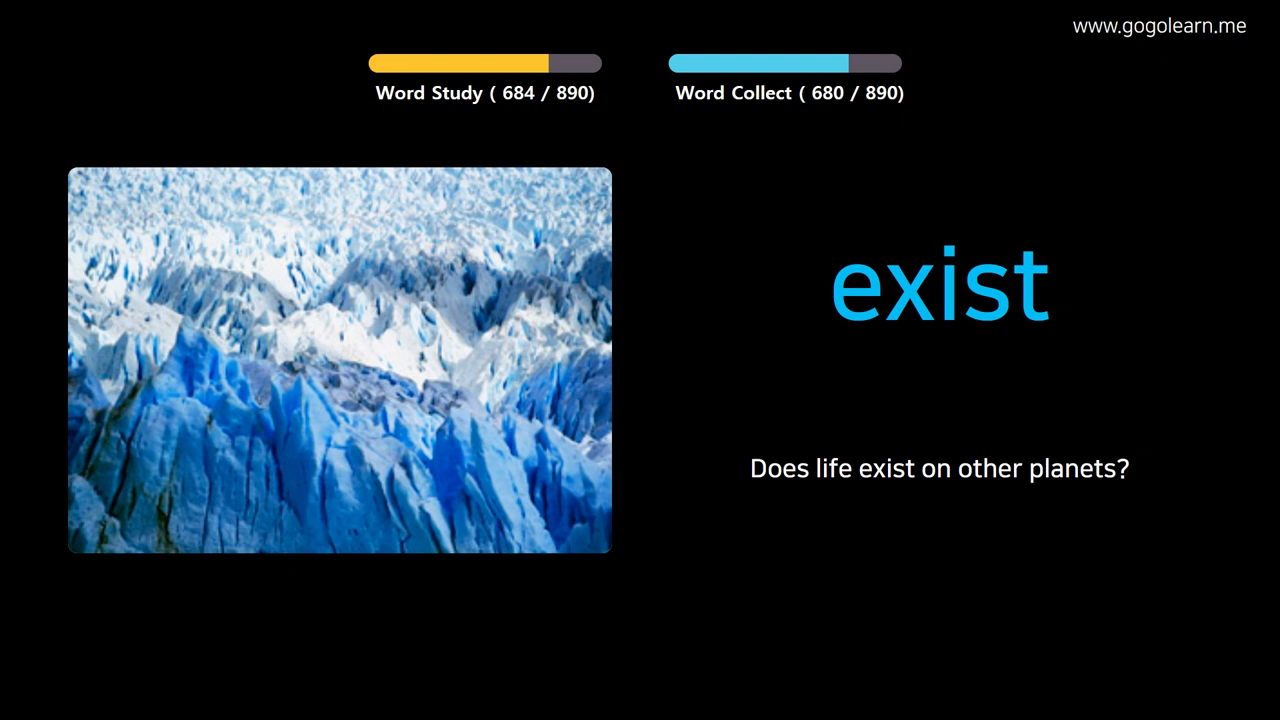 www.gogolearn.me
Word Study ( 684 / 890)
Word Collect ( 680 / 890)
exist
Does life exist on other planets?